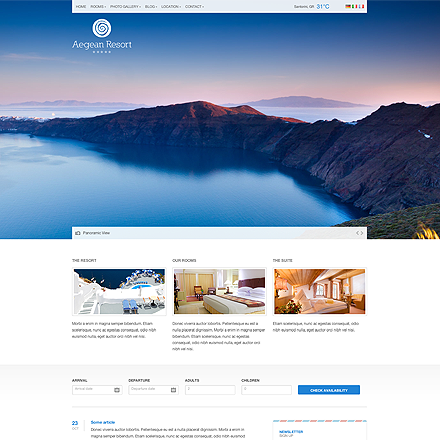 HOME ROOMS PHOTO GALLERY BLOG LOCATION CONTACT Santorini, GR 31°C
Aegean Resort
Panoramic View
THE RESORT OUR ROOMS THE SUITE
Morbi a enim in magna semper bibendum. Etiam
scelerisque, nunc ac egestas consequat, odio nibh
euismod nulla, eget auctor orci nibh vel nisi.
Donec viverra auctor lobortis. Pellentesque eu est a
nulla placerat dignissim. Morbi a enim in magna
semper bibendum. Etiam scelerisque, nunc ac
egestas consequat, odio nibh euismod nulla, eget
auctor orci.
Etiam scelerisque, nunc ac egestas consequat, odio
nibh euismod nulla.
ARRIVAL DEPARTURE ADULTS CHILDREN
Arrival date Departure date CHECK AVAILABILITY
23 Some article
OCT Donec viverra auctor lobortis. Pellentesque eu est a nulla placerat dignissim.
Morbi a enim in magna semper bibendum. Etiam scelerisque, nunc ac egestas
consequat, odio nibh euismod nulla, eget auctor orci nibh vel nisi.
NEWSLETTER
SIGN UP